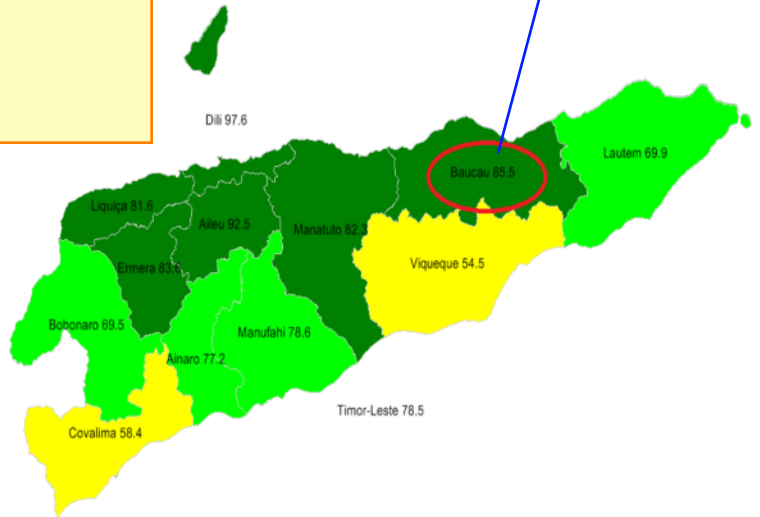 Dili 97.6
Lautem 69.9
Baucau 85.5
Liquiça 81.6
Aileu 92.5
Manatuto 82.3
Ermera 83.6
Viqueque 54.5
Bobonaro 69.5
Manufahi 78.6
Ainaro 77.2
Timor-Leste 78.5
Covalima 58.4